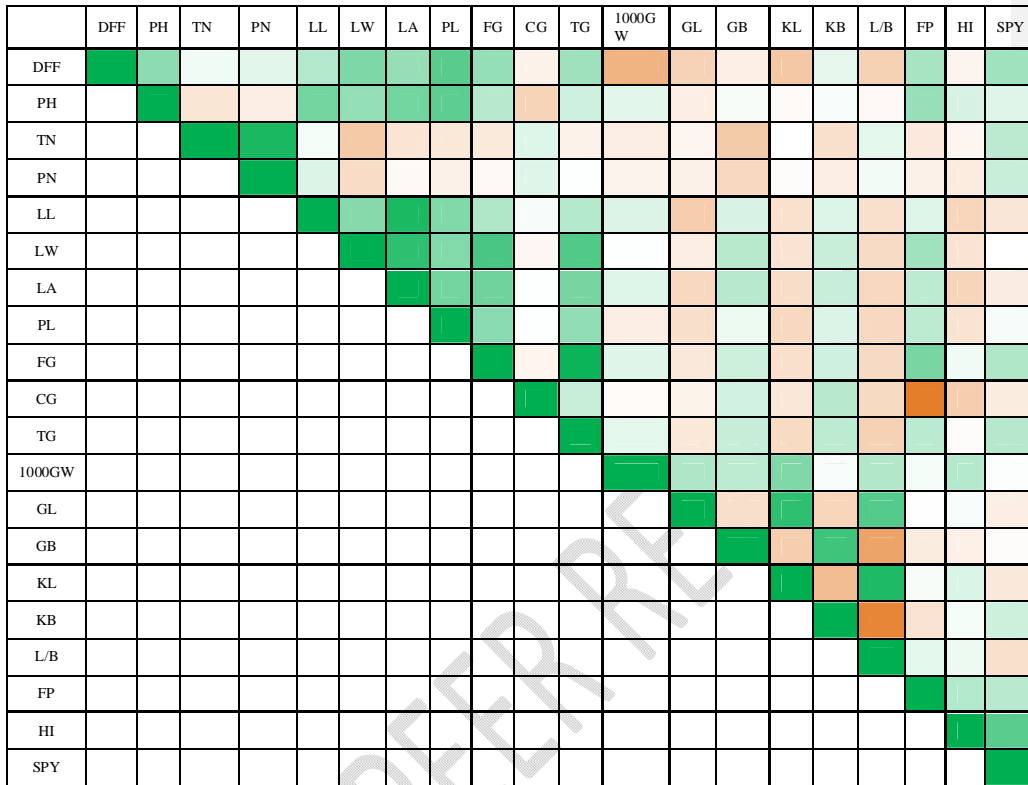 DFF PH TN PN LL LW LA PL FG CG TG 1000G GL GB KL KB L/B FP HI SPY
W
DFF
PH
TN
PN
LL
LW
LA
PL
FG
CG
TG
1000GW
GL
GB
KL
KB
L/B
FP
HI
SPY